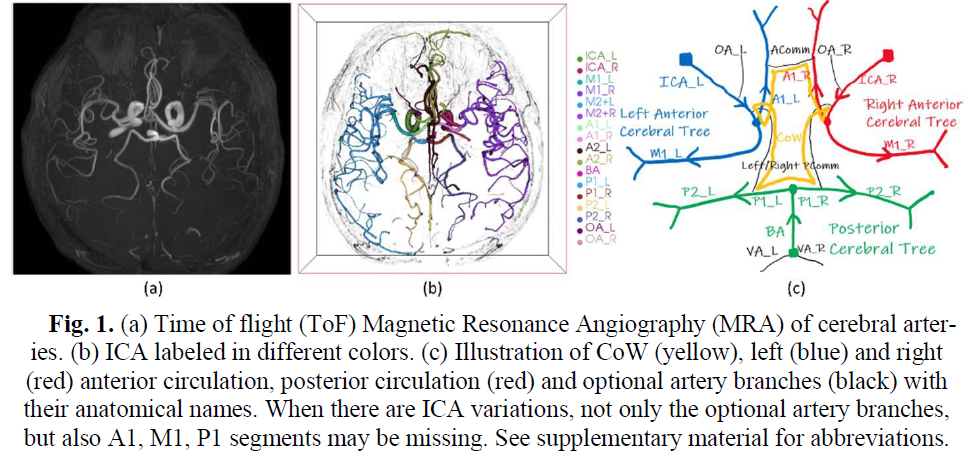 ICA_L
ICA_R
M1_L
M1_R
M2+L
M2+R
A1_L
A1_R
A2_L
A2_R
BA
P1_L
P1_R
P2_L
P2_R
OA_L
OA_R
OA_L
AComm
OA_R
ICA_L
A1_R
ICA_R
A1_L
Left Anterior
Cerebral Tree
Right Anterior
Cerebral Tree
CoW
M1_L
M1_R
Left/Right PComm
P2_L
P1_L
P1_R
P2_R
BA
Posterior
Cerebral Tree
VA_L
VA_R
(a)
(b)
(c)
Fig. 1. (a) Time of flight (ToF) Magnetic Resonance Angiography (MRA) of cerebral arter-
ies. (b) ICA labeled in different colors. (c) Illustration of CoW (yellow), left (blue) and right
(red) anterior circulation, posterior circulation (red) and optional artery branches (black) with
their anatomical names. When there are ICA variations, not only the optional artery branches,
but also A1, M1, P1 segments may be missing. See supplementary material for abbreviations.